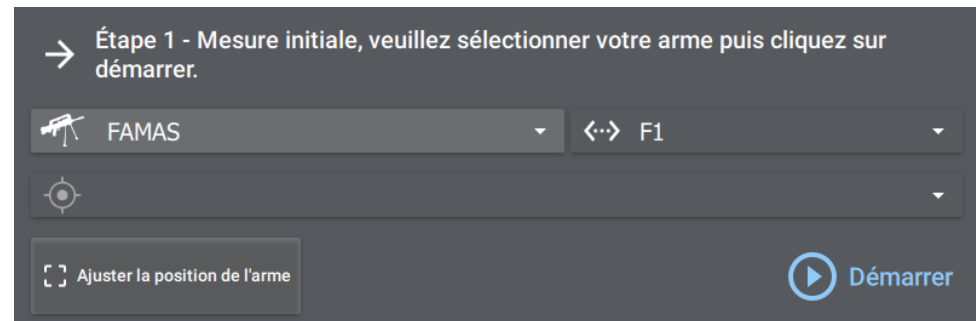 Étape 1 - Mesure initiale, veuillez sélectionner votre arme puis cliquez sur
démarrer.
FAMAS
F1
Ajuster la position de l'arme
Démarrer